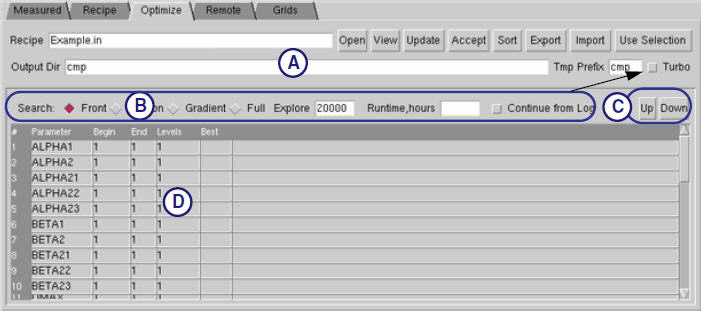 Measured Recipe Optimize Remote Grids
Recipe Example.in Open View Update Accept Sort Export Import Use Selection
A
Output Dir cmp Tmp Prefix cmp Turbo
Search: Front B on Gradient Full Explore 20000 Runtime,hours Continue from Log C Up Down
# Parameter Begin End Levels Best
1 ALPHA1 1 1 1
2 ALPHA2 1 1 1
3 ALPHA21 1 1 1
4 ALPHA22 1 1 1
D
5 ALPHA23 1 1 1
6 BETA1 1 1 1
7 BETA2 1 1 1
8 BETA21 1 1 1
9 BETA22 1 1 1
10 BETA23 1 1 1
11 1 1 1